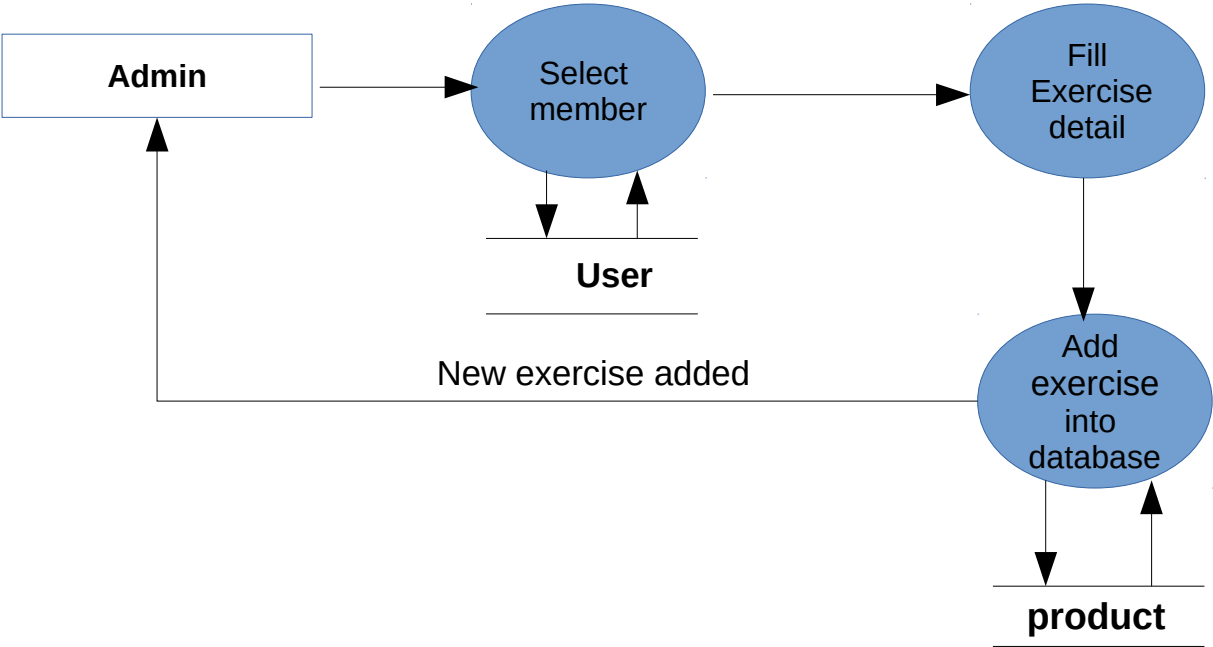 Admin
Select
member
Fill
Exercise
detail
User
New exercise added
Add
exercise
into
database
product